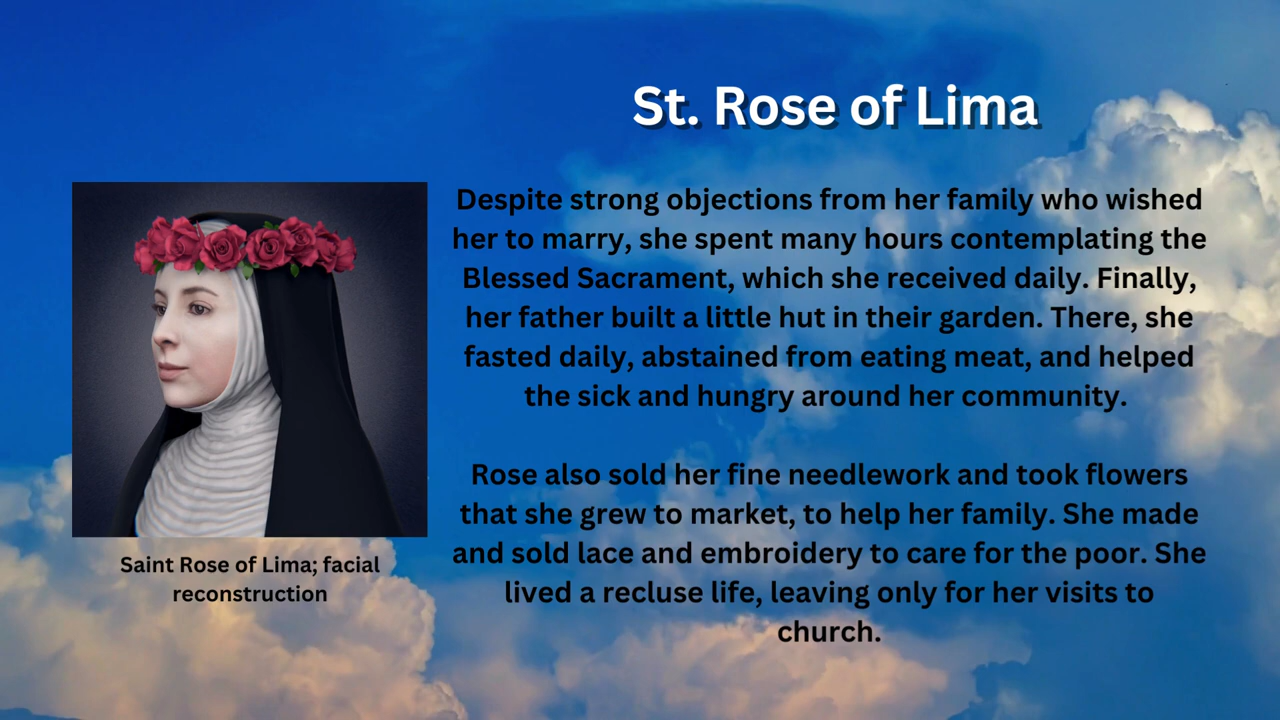 St. Rose of Lima
Despite strong objections from her family who wished
her to marry, she spent many hours contemplating the
Blessed Sacrament, which she received daily. Finally,
her father built a little hut in their garden. There, she
fasted daily, abstained from eating meat, and helped
the sick and hungry around her community.
Rose also sold her fine needlework and took flowers
that she grew to market, to help her family. She made
and sold lace and embroidery to care for the poor. She
lived a recluse life, leaving only for her visits to
church.
Saint Rose of Lima; facial
reconstruction